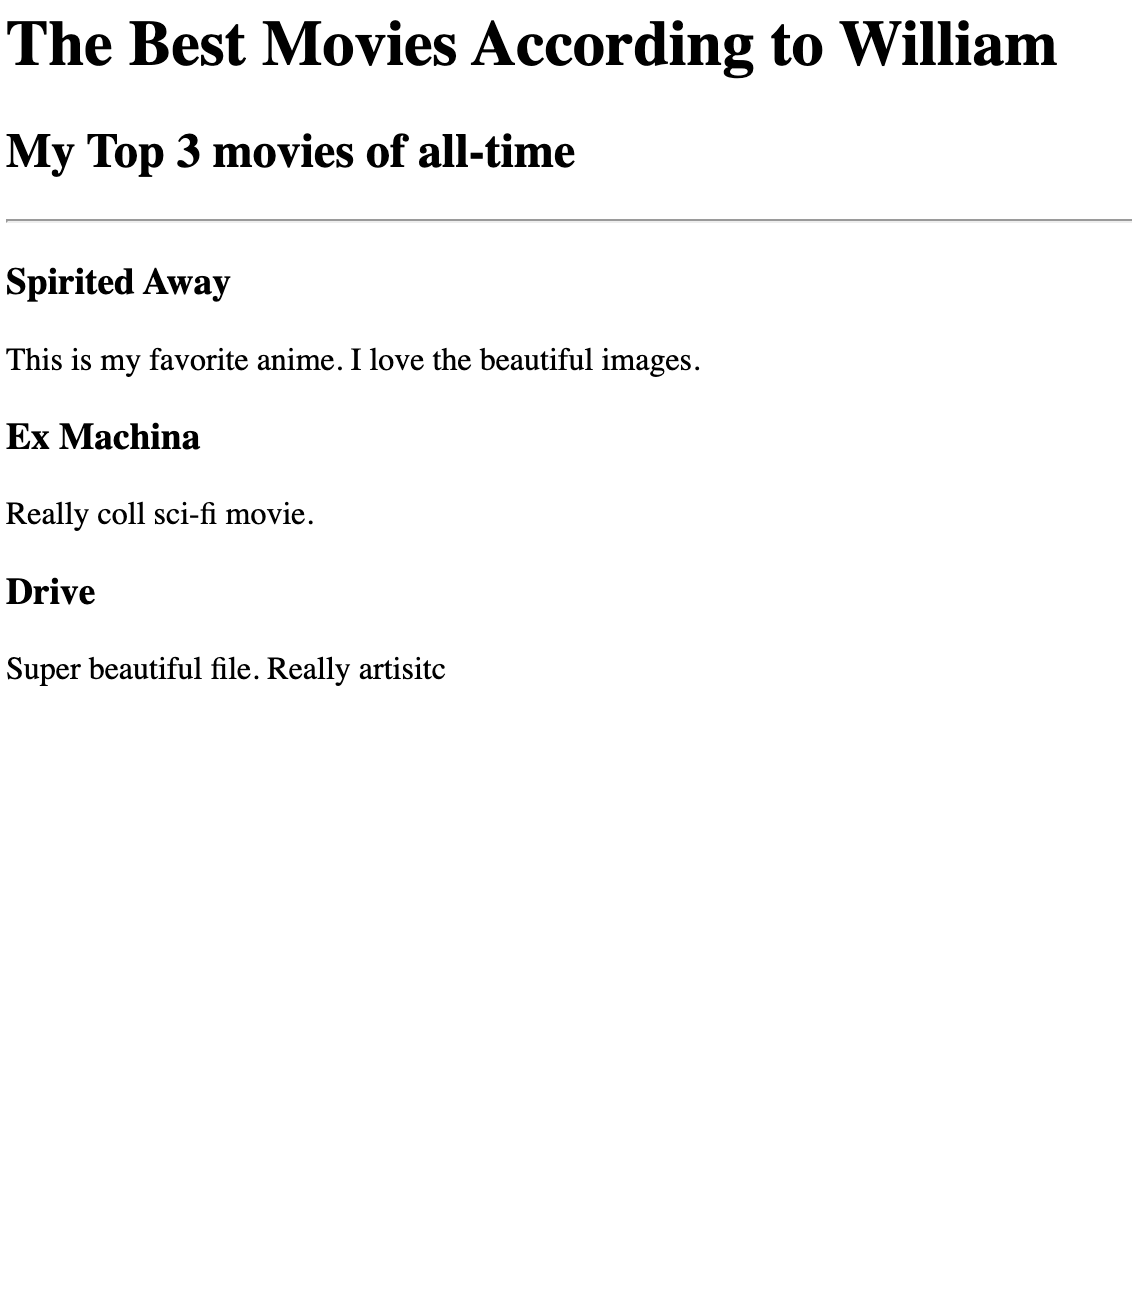 The Best Movies According to William
My Top 3 movies of all-time
Spirited Away
This is my favorite anime. I love the beautiful images.
Ex Machina
Really coll sci-fi movie.
Drive
Super beautiful file. Really artisitc